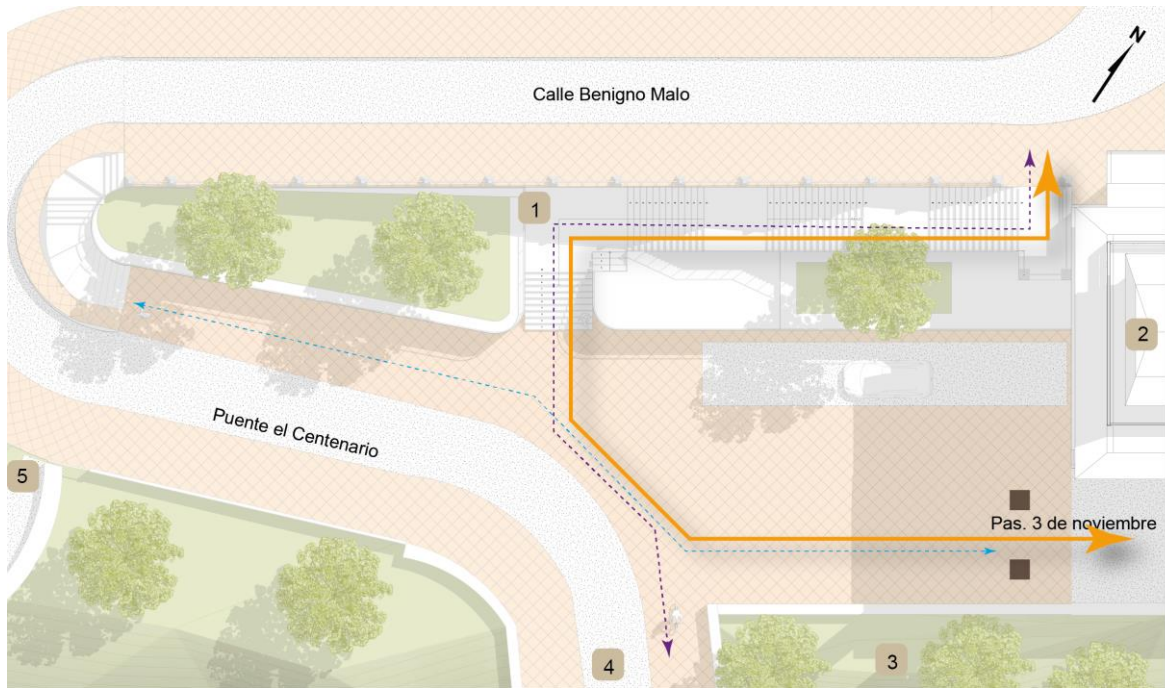 N
Calle Benigno Malo
1
2
Puente el Centenario
5
Pas. 3 de noviembre
4
3